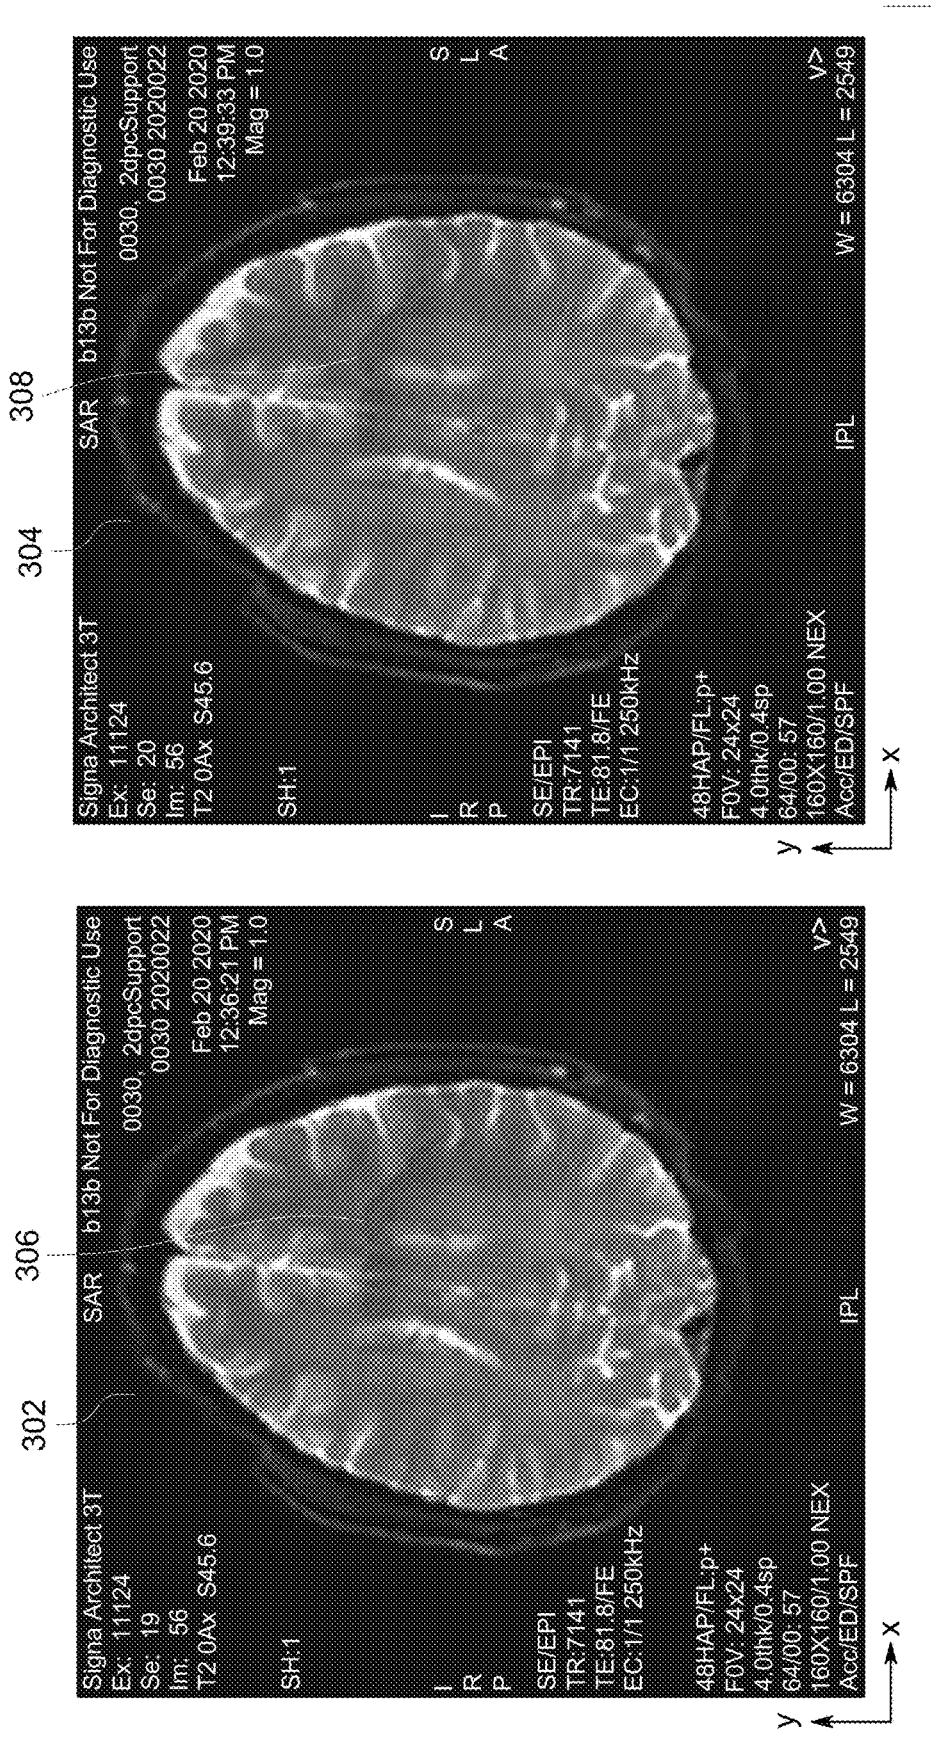 302
306
Signa Architect 3T
Ex: 11124
Se: 19
Im: 56
T2 0Ax S45.6
SH:1
I
R
P
SE/EPI
TR:7141
TE:81.8/FE
EC:1/1 250kHz
48HAP/FL:p+
F0V: 24x24
4.0thk/0.4sp
64/00: 57
160X160/1.00 NEX
Acc/ED/SPF
SAR
b13b Not For Diagnostic Use
0030, 2dpcSupport
0030 2020022
Feb 20 2020
12:36:21 PM
Mag = 1.0
S
L
A
IPL
V>
W = 6304 L = 2549
y
x
304
308
Signa Architect 3T
Ex: 11124
Se: 20
Im: 56
T2 0Ax S45.6
SH:1
I
R
P
SE/EPI
TR:7141
TE:81.8/FE
EC:1/1 250kHz
48HAP/FL:p+
F0V: 24x24
4.0thk/0.4sp
64/00: 57
160X160/1.00 NEX
Acc/ED/SPF
SAR
b13b Not For Diagnostic Use
0030, 2dpcSupport
0030 2020022
Feb 20 2020
12:39:33 PM
Mag = 1.0
S
L
A
IPL
V>
W = 6304 L = 2549
y
x